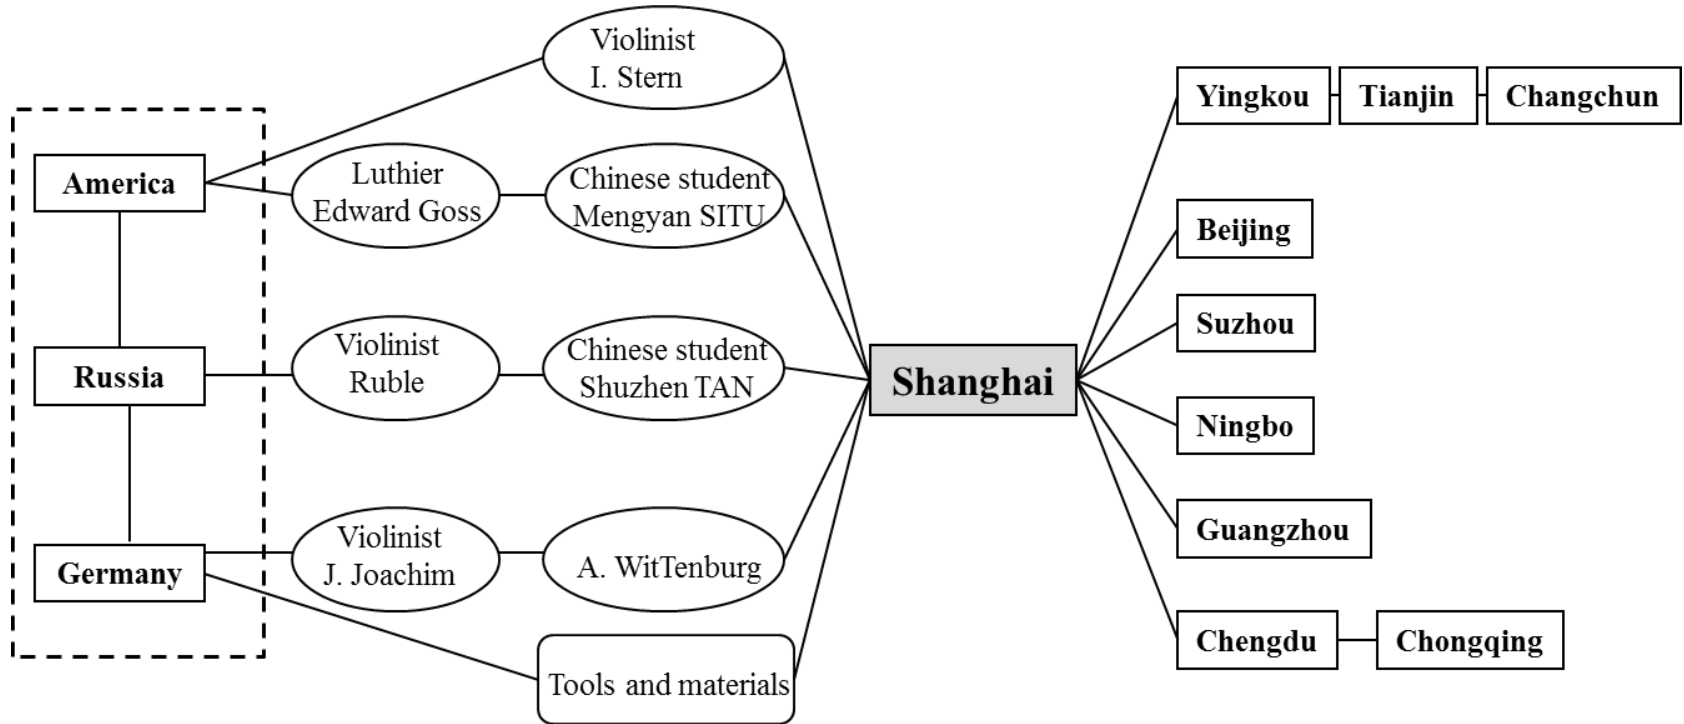 Violinist
I. Stern
America
Luthier
Edward Goss
Chinese student
Mengyan SITU
Russia
Violinist
Ruble
Chinese student
Shuzhen TAN
Germany
Violinist
J. Joachim
A. WitTenburg
Tools and materials
Shanghai
Yingkou
Tianjin
Changchun
Beijing
Suzhou
Ningbo
Guangzhou
Chengdu
Chongqing